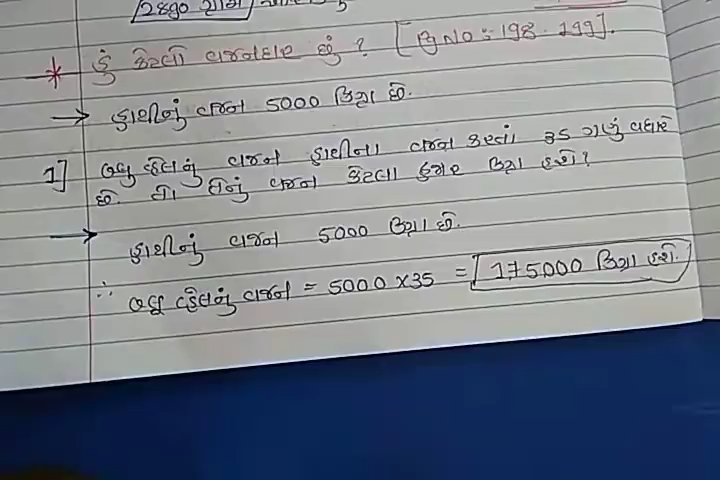 2890 ગ્રામ
* હું કેટલી વજનદાર છું ? [પુ.NO : 198 - 199].
→ હાથીનું વજન 5000 કિગ્રા છે.
1] બ્લુ વ્હેલનું વજન હાથીના વજન કરતાં 35 ગણું વધારે
છે. તો તેનું વજન કેટલા હજાર કિગ્રા હશે?
→ હાથીનું વજન 5000 કિગ્રા છે.
∴ બ્લૂ વ્હેલનું વજન = 5000 x 35 = 175000 કિગ્રા હશે.